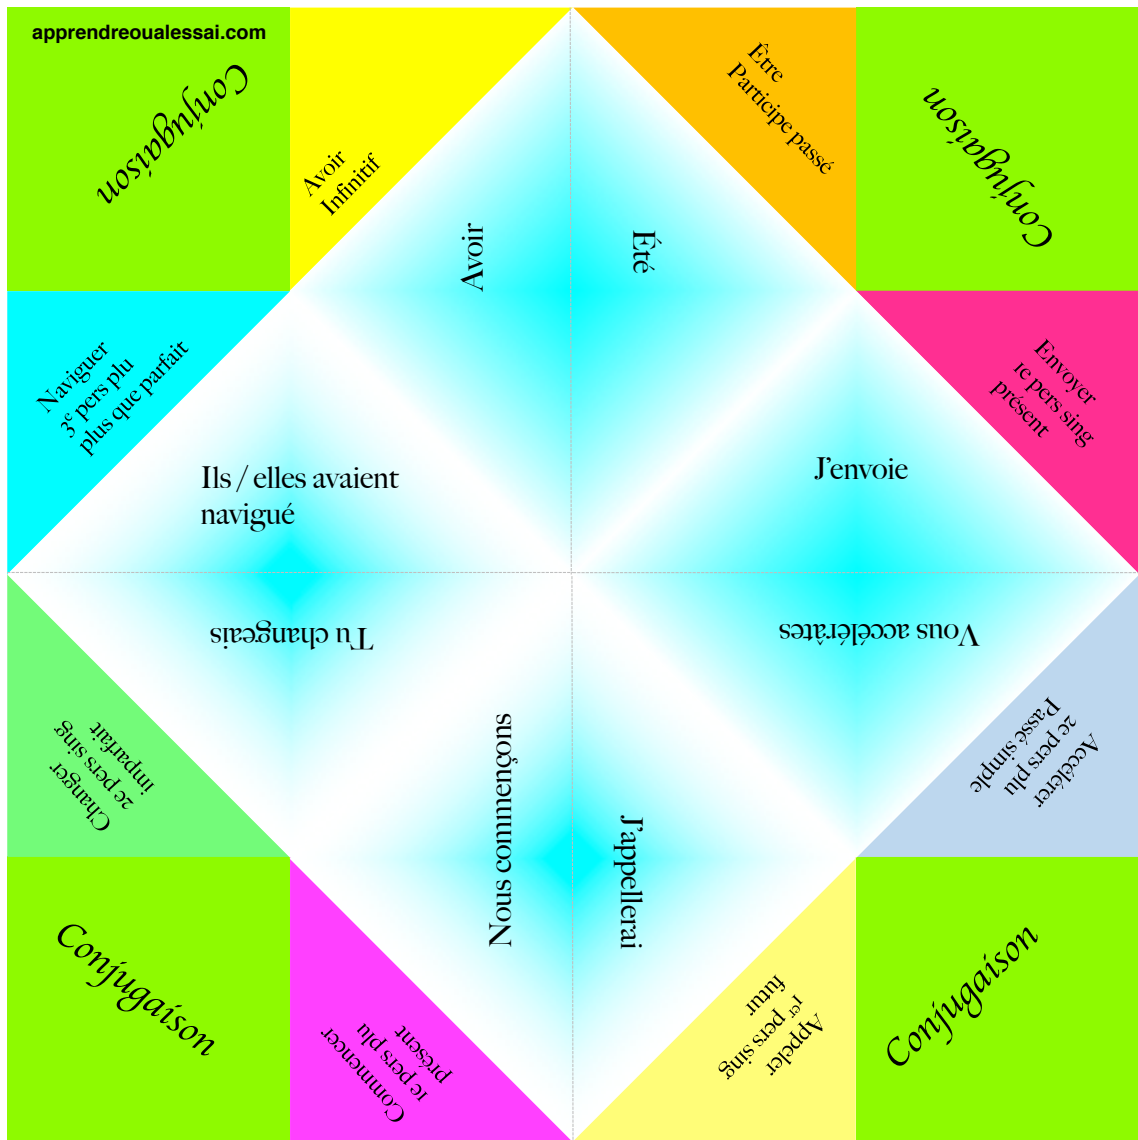 apprendreoualessai.com
Conjugaison
Avoir
Infinitif
Être
Participe passé
Conjugaison
Avoir
Été
Naviguer
3e pers plu
plus que parfait
Envoyer
1e pers sing
présent
Ils / elles avaient
navigué
J'envoie
Tu changeais
Vous accélérâtes
Changer
2e pers sing
imparfait
Accélérer
2e pers plu
Passé simple
Nous commençons
J'appellerai
Conjugaison
Commencer
1e pers plu
présent
Appeler
1er pers sing
futur
Conjugaison